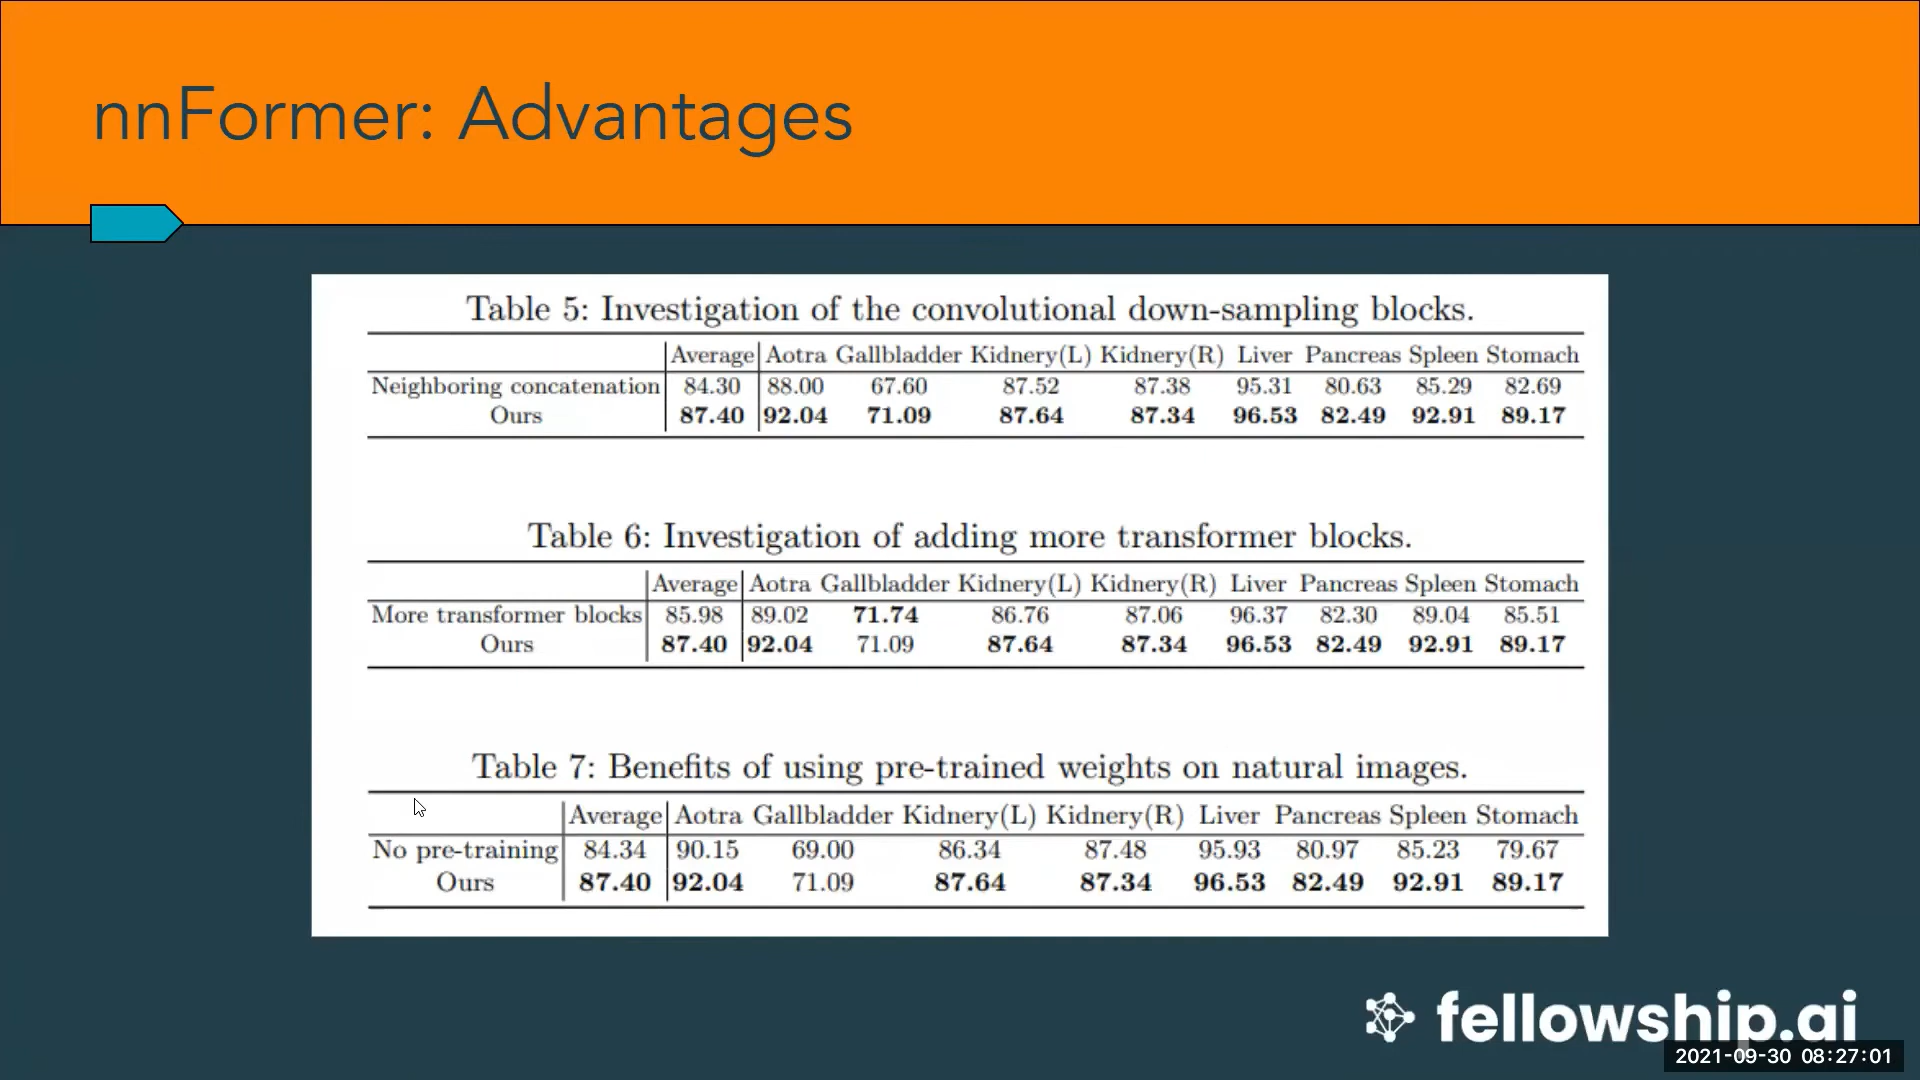 nnFormer: Advantages
Table 5: Investigation of the convolutional down-sampling blocks.
Average Aotra Gallbladder Kidnery(L) Kidnery(R) Liver Pancreas Spleen Stomach
Neighboring concatenation 84.30 88.00 67.60 87.52 87.38 95.31 80.63 85.29 82.69
Ours 87.40 92.04 71.09 87.64 87.34 96.53 82.49 92.91 89.17
Table 6: Investigation of adding more transformer blocks.
Average Aotra Gallbladder Kidnery(L) Kidnery(R) Liver Pancreas Spleen Stomach
More transformer blocks 85.98 89.02 71.74 86.76 87.06 96.37 82.30 89.04 85.51
Ours 87.40 92.04 71.09 87.64 87.34 96.53 82.49 92.91 89.17
Table 7: Benefits of using pre-trained weights on natural images.
Average Aotra Gallbladder Kidnery(L) Kidnery(R) Liver Pancreas Spleen Stomach
No pre-training 84.34 90.15 69.00 86.34 87.48 95.93 80.97 85.23 79.67
Ours 87.40 92.04 71.09 87.64 87.34 96.53 82.49 92.91 89.17
fellowship.ai
2021-09-30 08:27:01